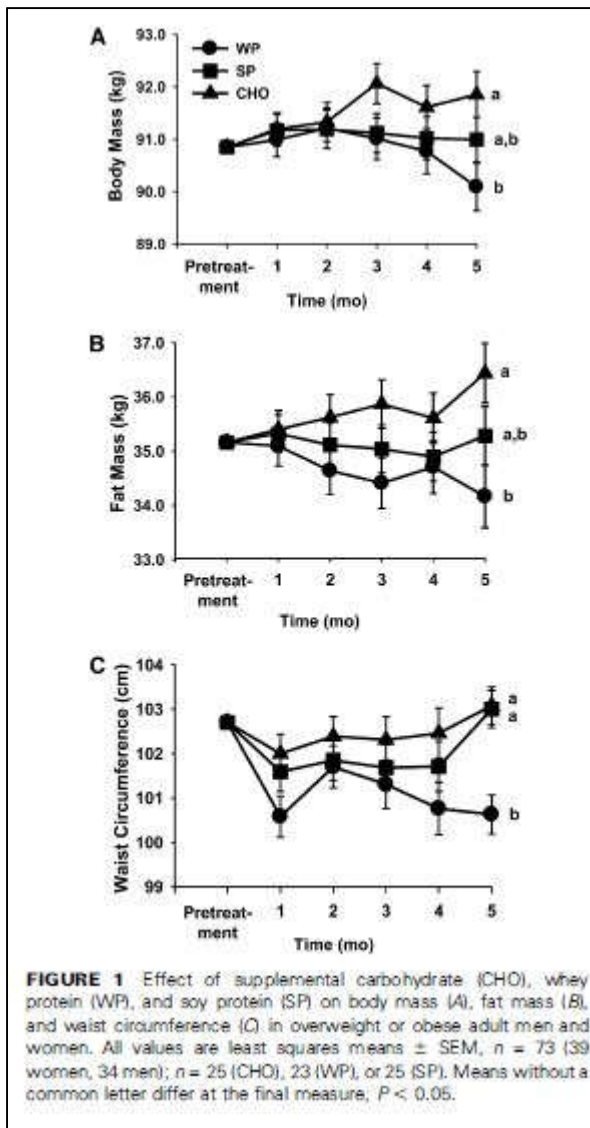 A
93.0
92.0
91.0
90.0
89.0
Body Mass (kg)
WP
SP
CHO
a
a,b
b
Pretreat-
ment
1
2
3
4
5
Time (mo)
B
37.0
36.0
35.0
34.0
33.0
Fat Mass (kg)
a
a,b
b
Pretreat-
ment
1
2
3
4
5
Time (mo)
C
104
103
102
101
100
99
Waist Circumference (cm)
a
a
b
Pretreat-
ment
1
2
3
4
5
Time (mo)
FIGURE 1 Effect of supplemental carbohydrate (CHO), whey
protein (WP), and soy protein (SP) on body mass (A), fat mass (B),
and waist circumference (C) in overweight or obese adult men and
women. All values are least squares means ± SEM, n = 73 (39
women, 34 men); n = 25 (CHO), 23 (WP), or 25 (SP). Means without a
common letter differ at the final measure, P < 0.05.